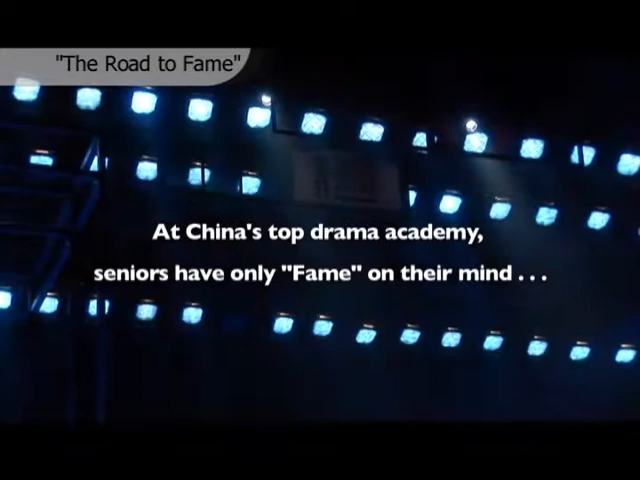 "The Road to Fame"
At China's top drama academy,
seniors have only "Fame" on their mind . . .